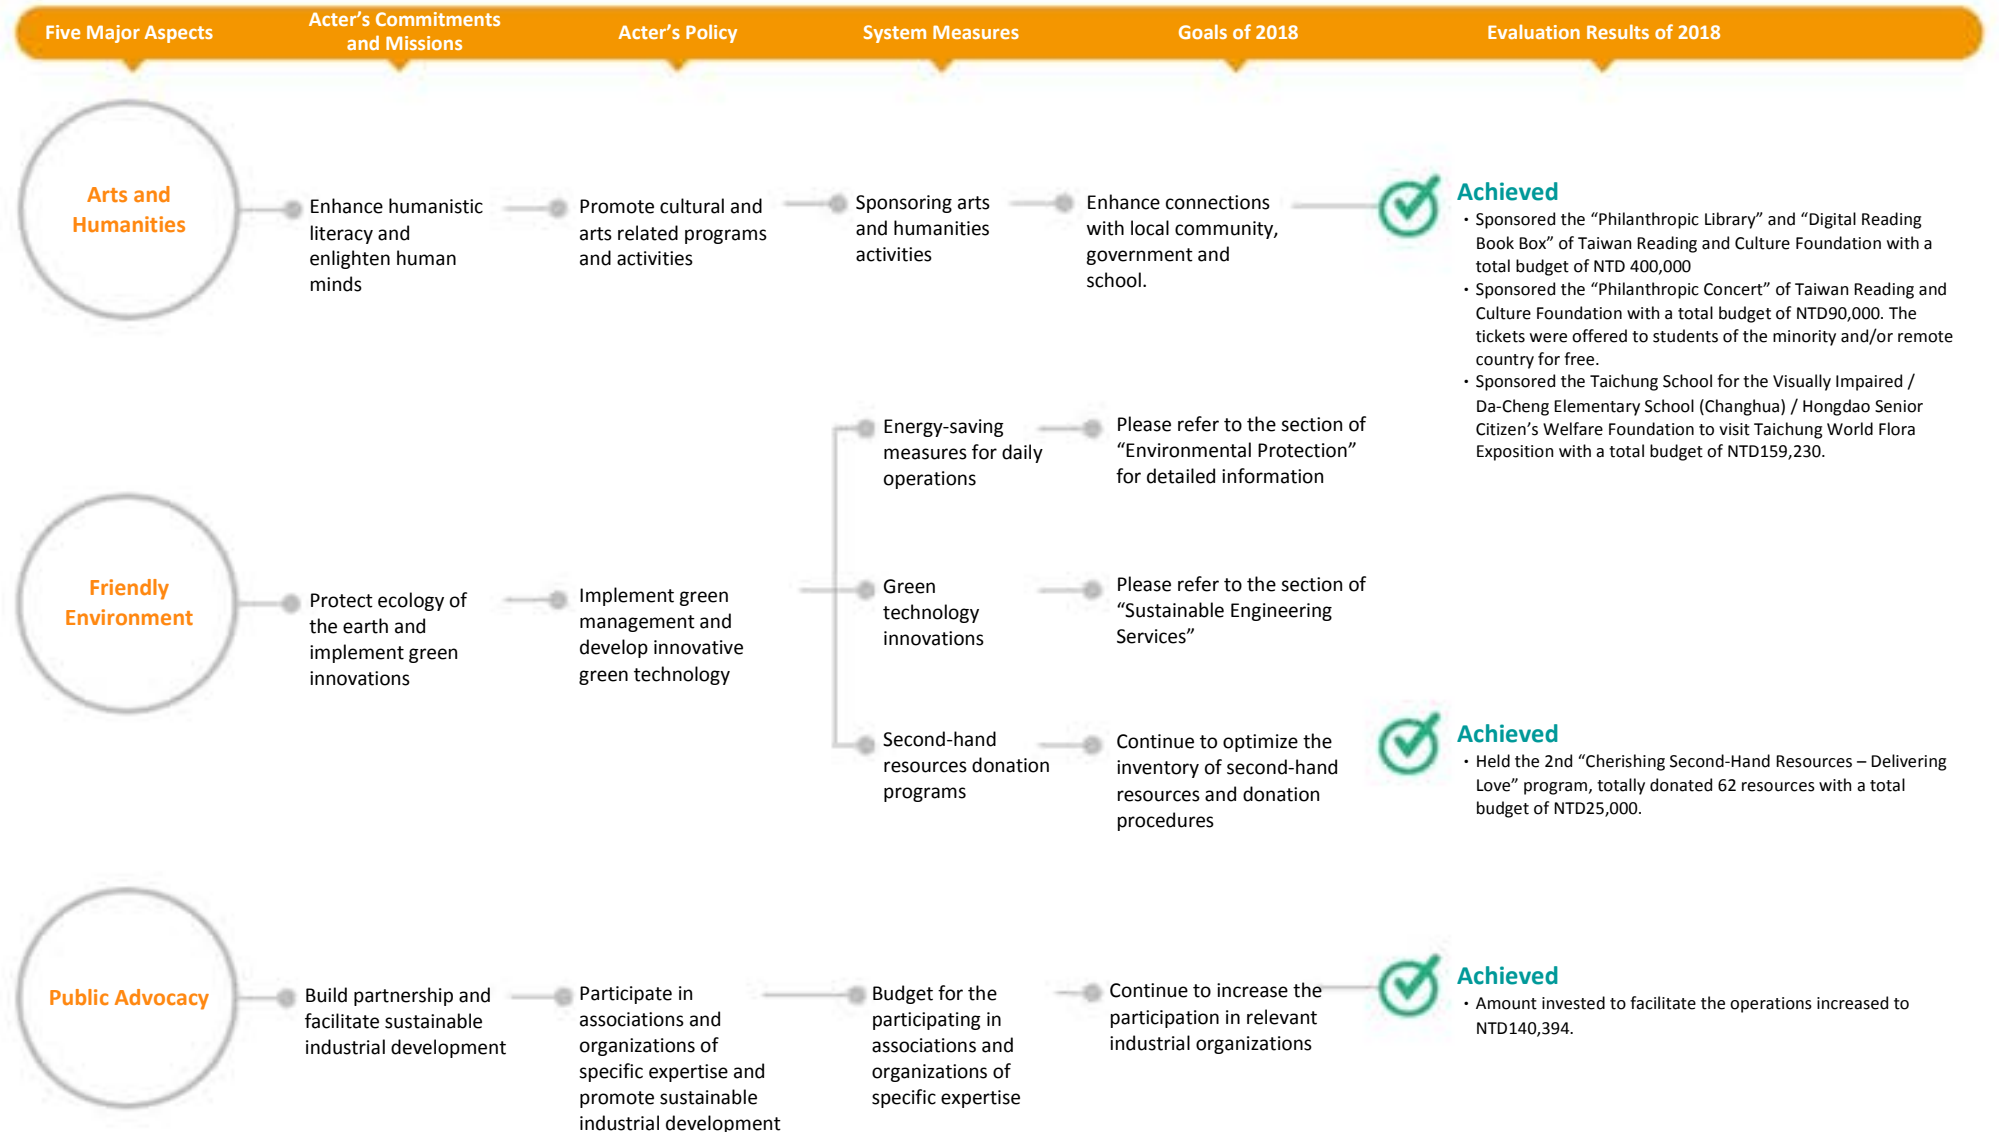 Five Major Aspects
Acter's Commitments
and Missions
Acter's Policy
System Measures
Goals of 2018
Evaluation Results of 2018
Arts and
Humanities
Enhance humanistic
literacy and
enlighten human
minds
Promote cultural and
arts related programs
and activities
Sponsoring arts
and humanities
activities
Enhance connections
with local community,
government and
school.
Achieved
· Sponsored the “Philanthropic Library” and “Digital Reading
Book Box” of Taiwan Reading and Culture Foundation with a
total budget of NTD 400,000
· Sponsored the “Philanthropic Concert” of Taiwan Reading and
Culture Foundation with a total budget of NTD90,000. The
tickets were offered to students of the minority and/or remote
country for free.
· Sponsored the Taichung School for the Visually Impaired /
Da-Cheng Elementary School (Changhua) / Hongdao Senior
Citizen’s Welfare Foundation to visit Taichung World Flora
Exposition with a total budget of NTD159,230.
Friendly
Environment
Protect ecology of
the earth and
implement green
innovations
Implement green
management and
develop innovative
green technology
Energy-saving
measures for daily
operations
Please refer to the section of
“Environmental Protection”
for detailed information
Green
technology
innovations
Please refer to the section of
“Sustainable Engineering
Services”
Second-hand
resources donation
programs
Continue to optimize the
inventory of second-hand
resources and donation
procedures
Achieved
· Held the 2nd “Cherishing Second-Hand Resources – Delivering
Love” program, totally donated 62 resources with a total
budget of NTD25,000.
Public Advocacy
Build partnership and
facilitate sustainable
industrial development
Participate in
associations and
organizations of
specific expertise and
promote sustainable
industrial development
Budget for the
participating in
associations and
organizations of
specific expertise
Continue to increase the
participation in relevant
industrial organizations
Achieved
· Amount invested to facilitate the operations increased to
NTD140,394.